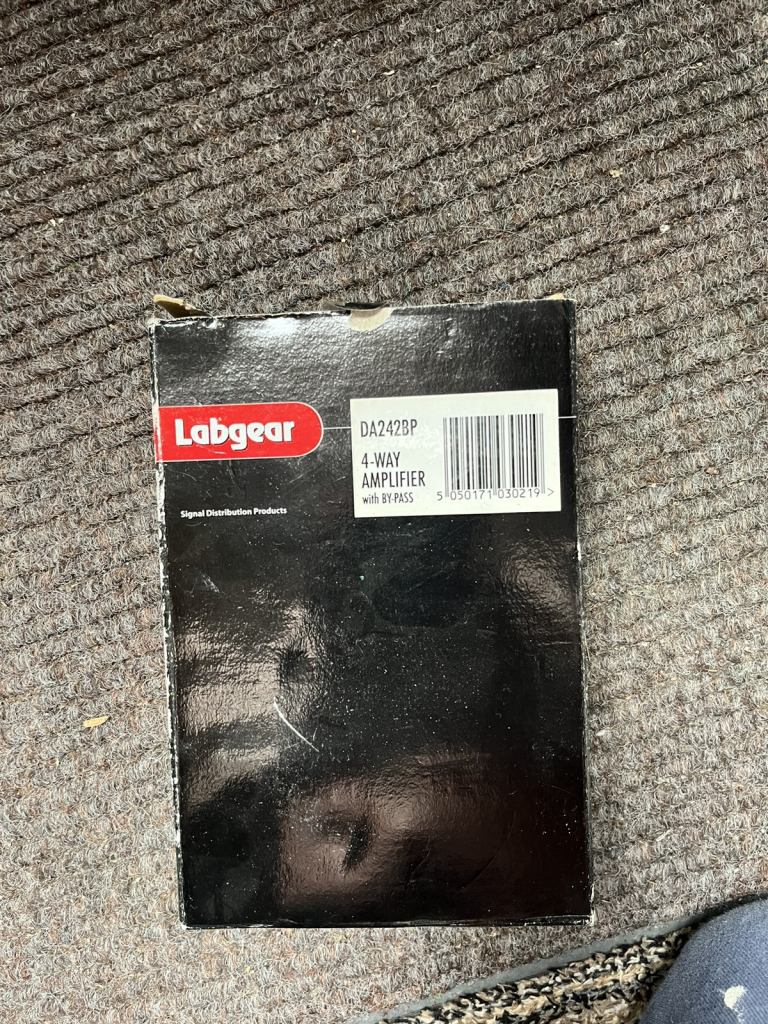 Labgear
DA242BP
4-WAY
AMPLIFIER
with BY-PASS
5 050171 030219 >
Signal Distribution Products